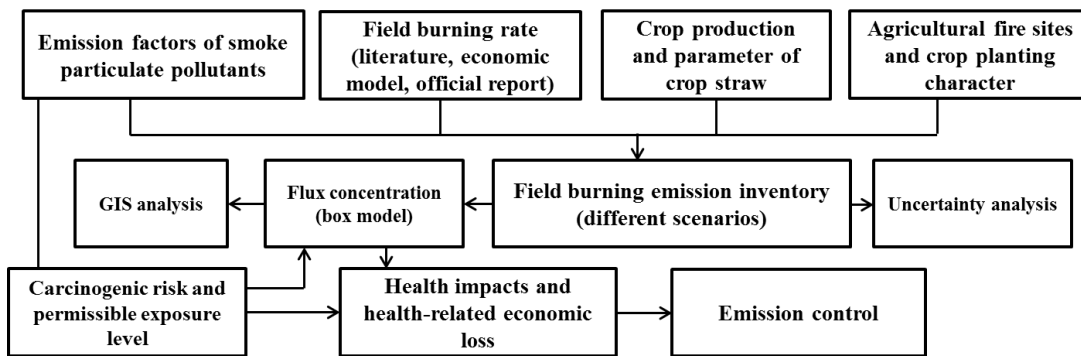 Emission factors of smoke
particulate pollutants
Field burning rate
(literature, economic
model, official report)
Crop production
and parameter of
crop straw
Agricultural fire sites
and crop planting
character
GIS analysis
Flux concentration
(box model)
Field burning emission inventory
(different scenarios)
Uncertainty analysis
Carcinogenic risk and
permissible exposure
level
Health impacts and
health-related economic
loss
Emission control